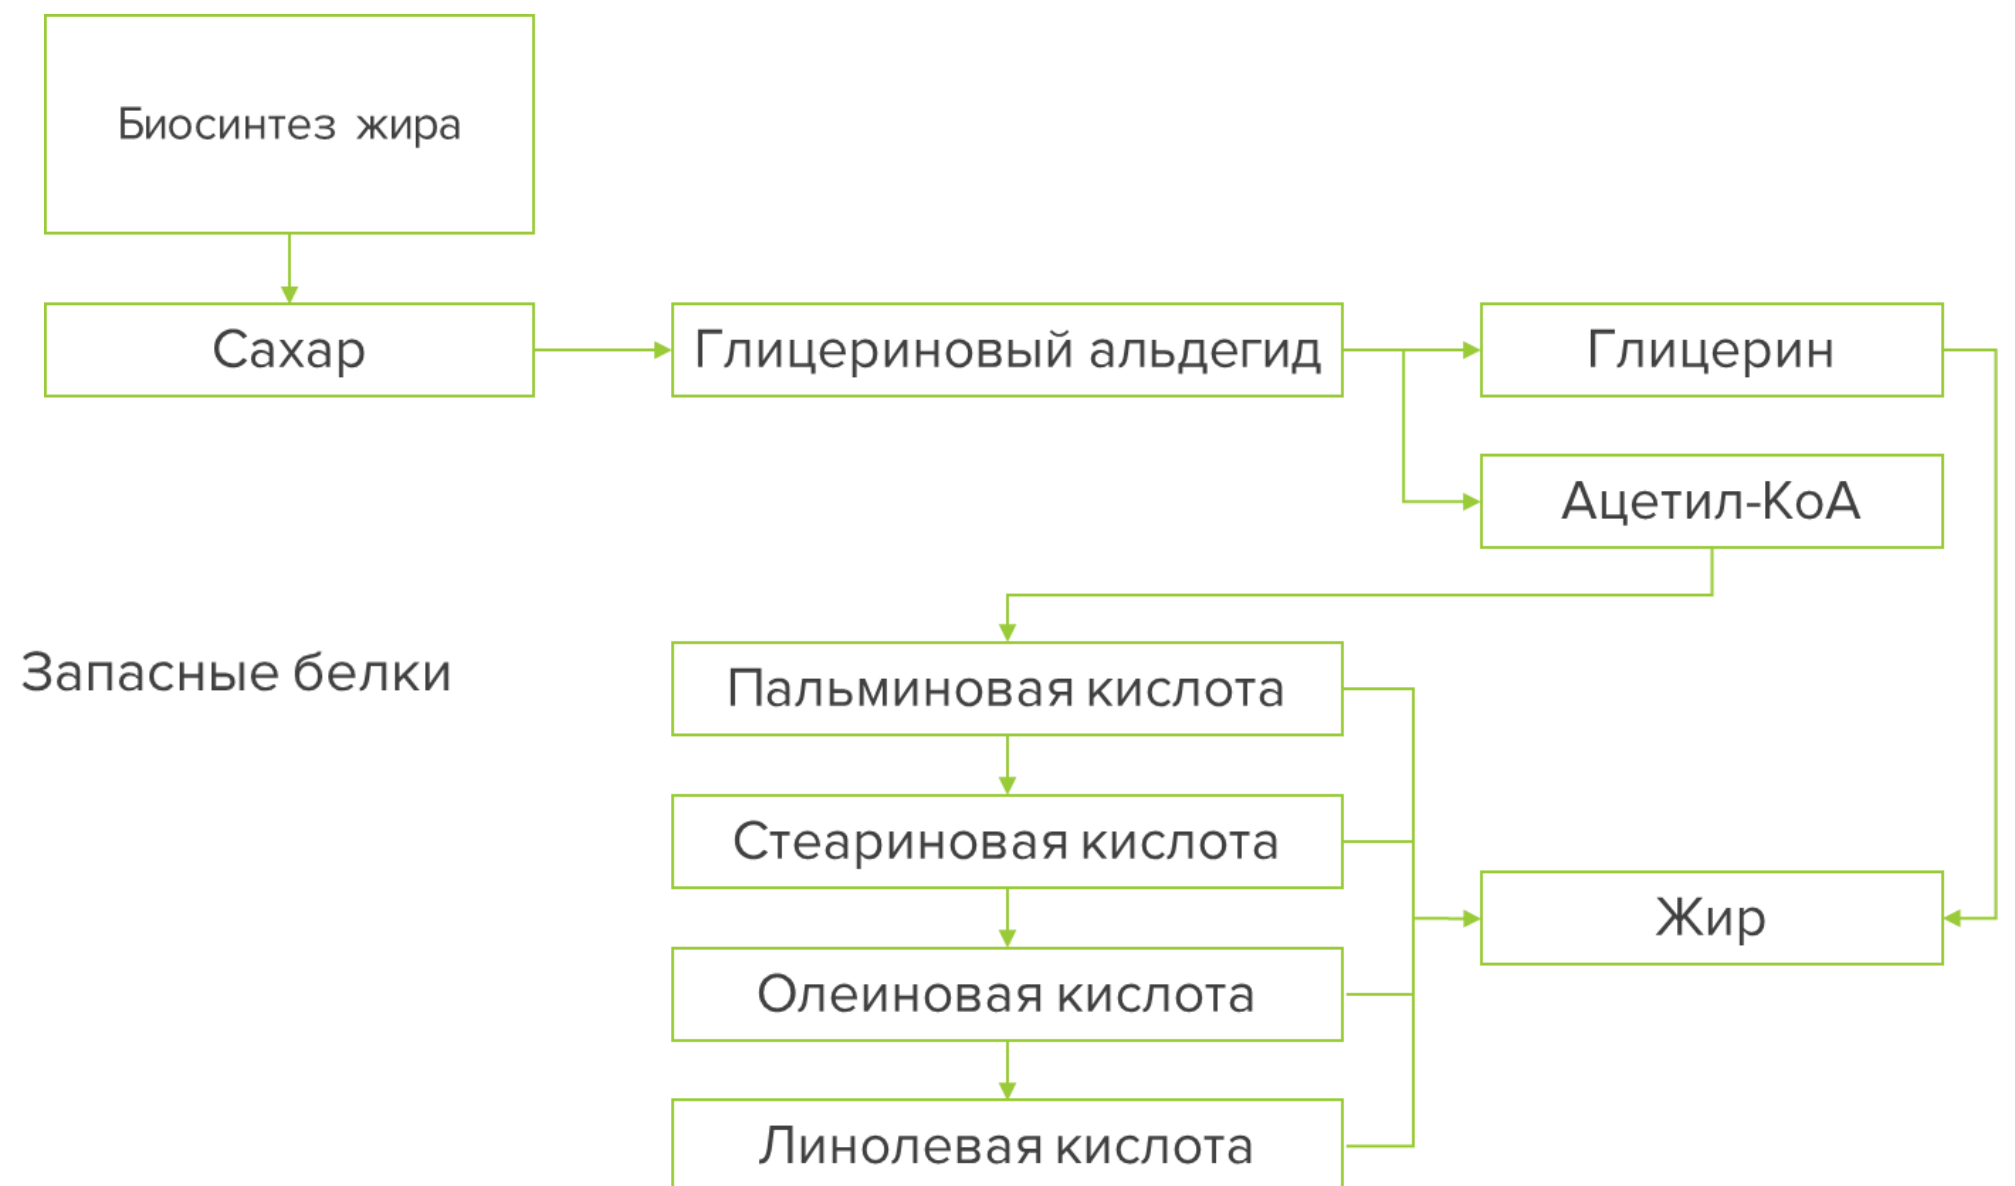 Биосинтез жира
Сахар
Глицериновый альдегид
Глицерин
Ацетил-КоА
Запасные белки
Пальминовая кислота
Стеариновая кислота
Жир
Олеиновая кислота
Линолевая кислота